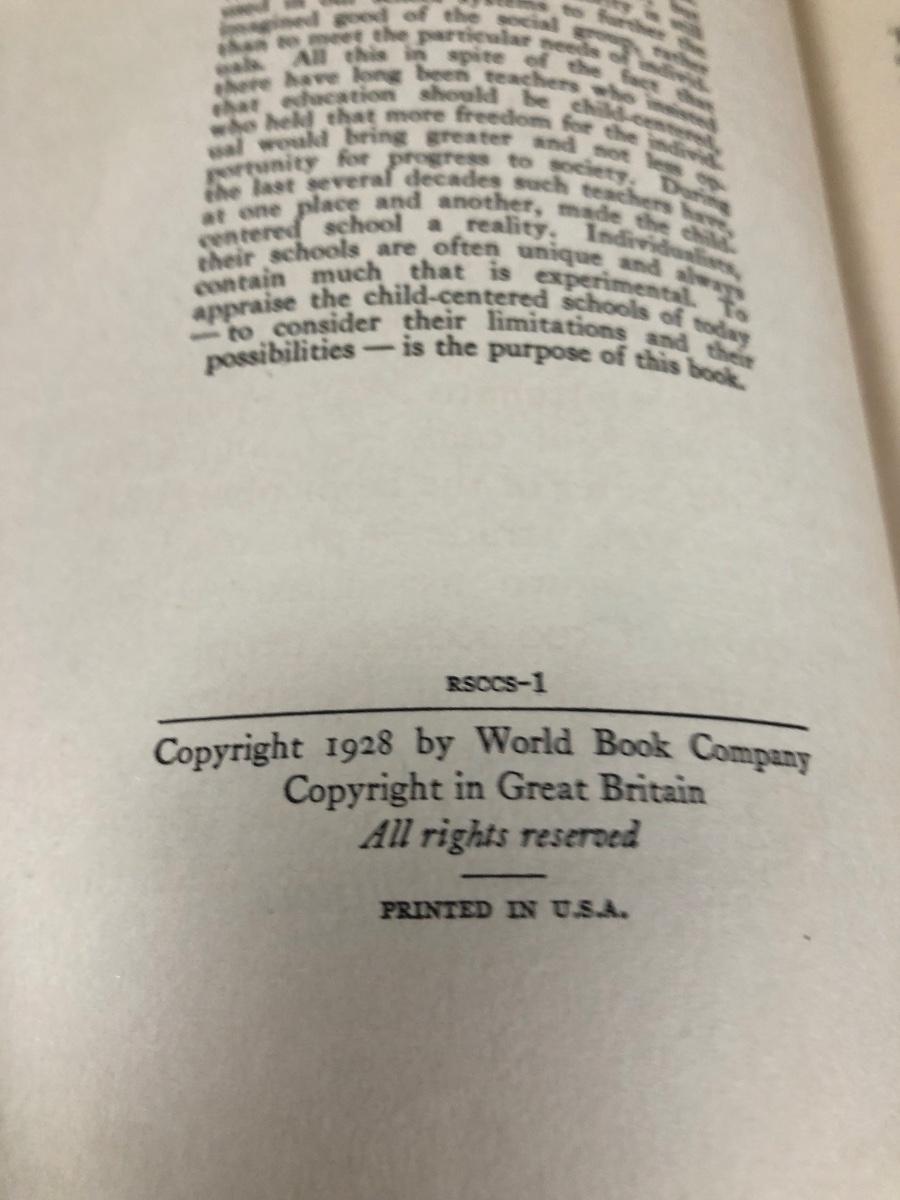 imagined good of the social group, rather
than to meet the particular needs of individ-
uals. All this in spite of the fact that
there have long been teachers who insisted
that education should be child-centered,
who held that more freedom for the individ-
ual would bring greater and not less op-
portunity for progress to society. During
the last several decades such teachers have,
at one place and another, made the child-
centered school a reality. Individualists,
their schools are often unique and always
contain much that is experimental. To
appraise the child-centered schools of today
— to consider their limitations and their
possibilities — is the purpose of this book.
RSCCS-1
Copyright 1928 by World Book Company
Copyright in Great Britain
All rights reserved
PRINTED IN U.S.A.